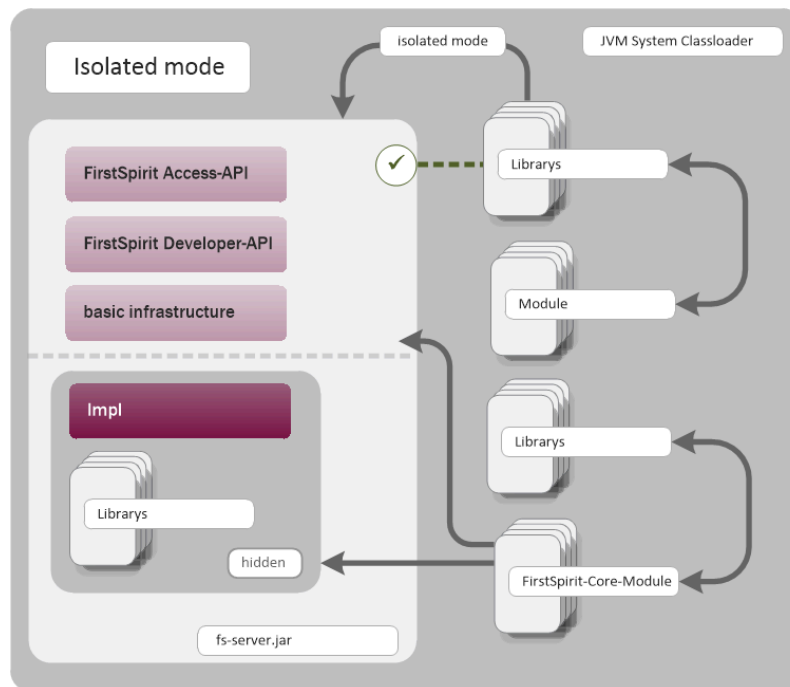 isolated mode
JVM System Classloader
Isolated mode
FirstSpirit Access-API
✓
Librarys
FirstSpirit Developer-API
basic infrastructure
Module
Impl
Librarys
Librarys
hidden
FirstSpirit-Core-Module
fs-server.jar